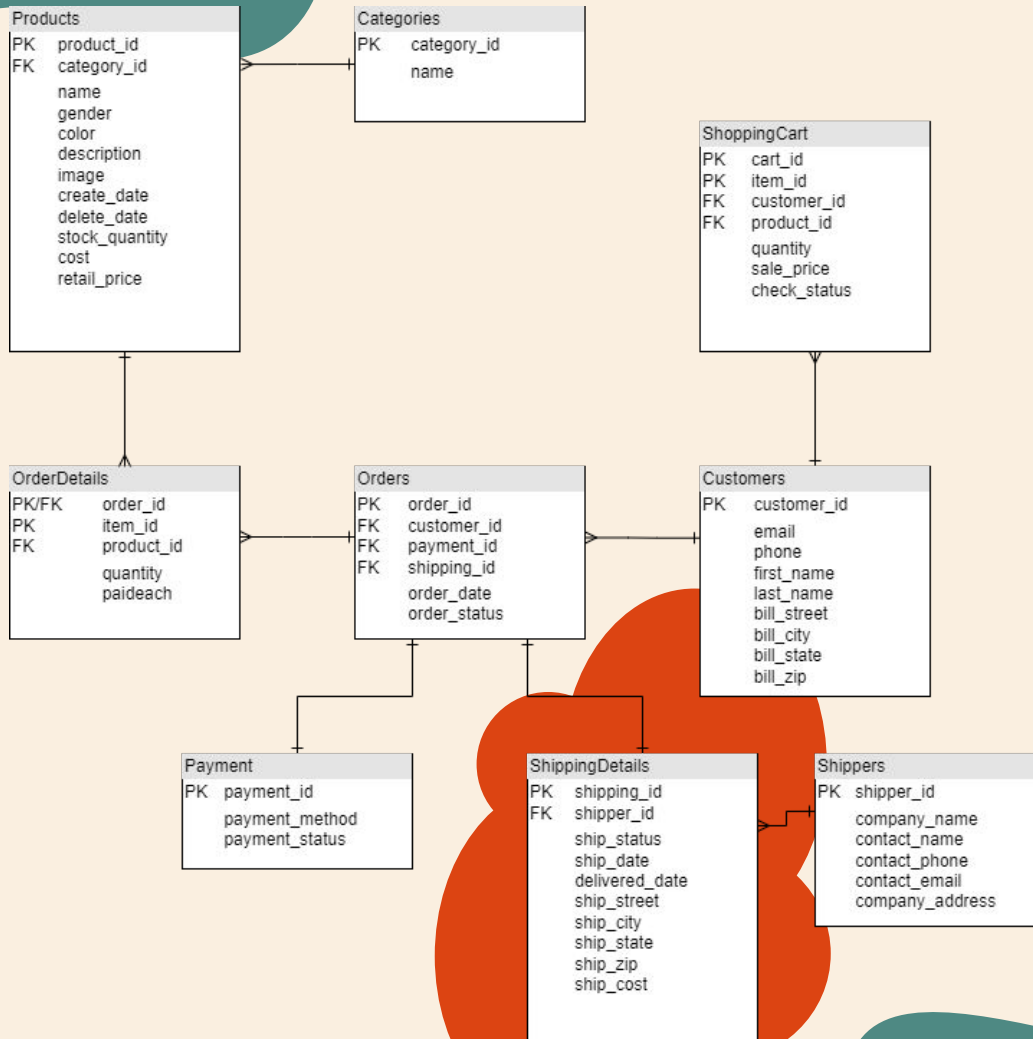 Products
PK product_id
FK category_id
name
gender
color
description
image
create_date
delete_date
stock_quantity
cost
retail_price
Categories
PK category_id
name
ShoppingCart
PK cart_id
PK item_id
FK customer_id
FK product_id
quantity
sale_price
check_status
OrderDetails
PK/FK order_id
PK item_id
FK product_id
quantity
paideach
Orders
PK order_id
FK customer_id
FK payment_id
FK shipping_id
order_date
order_status
Customers
PK customer_id
email
phone
first_name
last_name
bill_street
bill_city
bill_state
bill_zip
Payment
PK payment_id
payment_method
payment_status
ShippingDetails
PK shipping_id
FK shipper_id
ship_status
ship_date
delivered_date
ship_street
ship_city
ship_state
ship_zip
ship_cost
Shippers
PK shipper_id
company_name
contact_name
contact_phone
contact_email
company_address